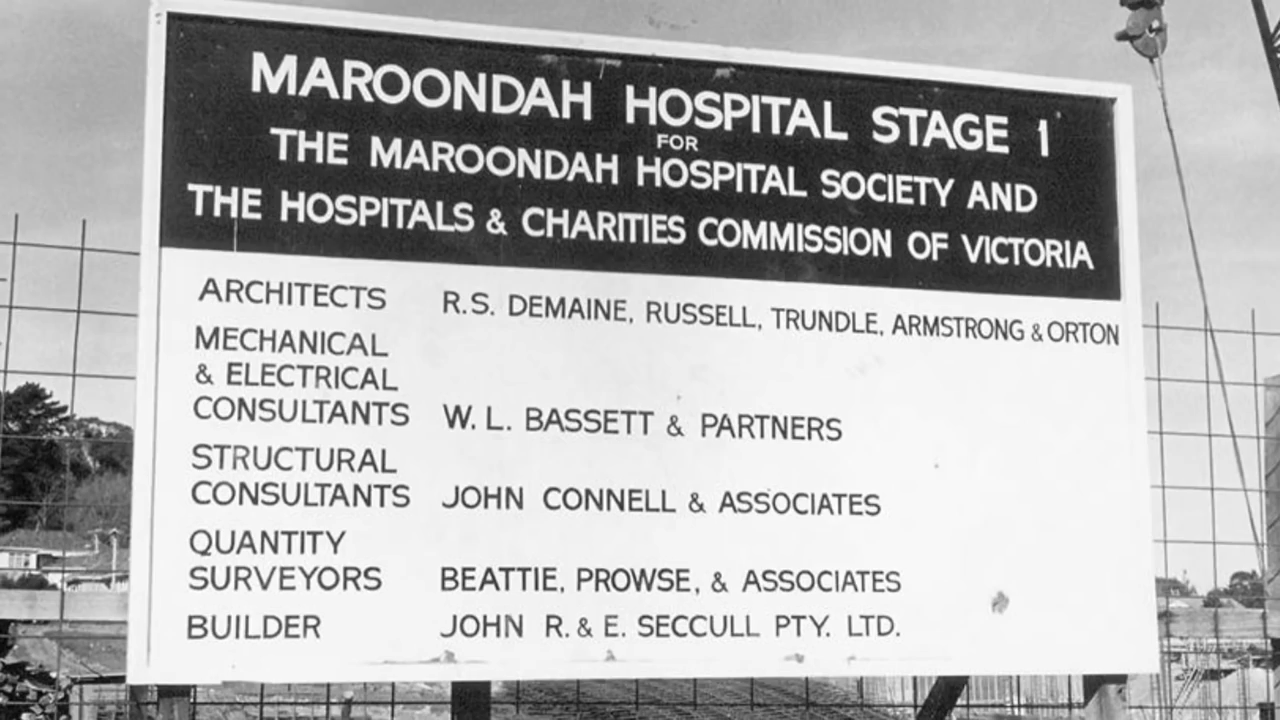 MAROONDAH HOSPITAL STAGE 1
FOR
THE MAROONDAH HOSPITAL SOCIETY AND
THE HOSPITALS & CHARITIES COMMISSION OF VICTORIA
ARCHITECTS R.S. DEMAINE, RUSSELL, TRUNDLE, ARMSTRONG & ORTON
MECHANICAL
& ELECTRICAL
CONSULTANTS W. L. BASSETT & PARTNERS
STRUCTURAL
CONSULTANTS JOHN CONNELL & ASSOCIATES
QUANTITY
SURVEYORS BEATTIE, PROWSE, & ASSOCIATES
BUILDER JOHN R. & E. SECCULL PTY. LTD.